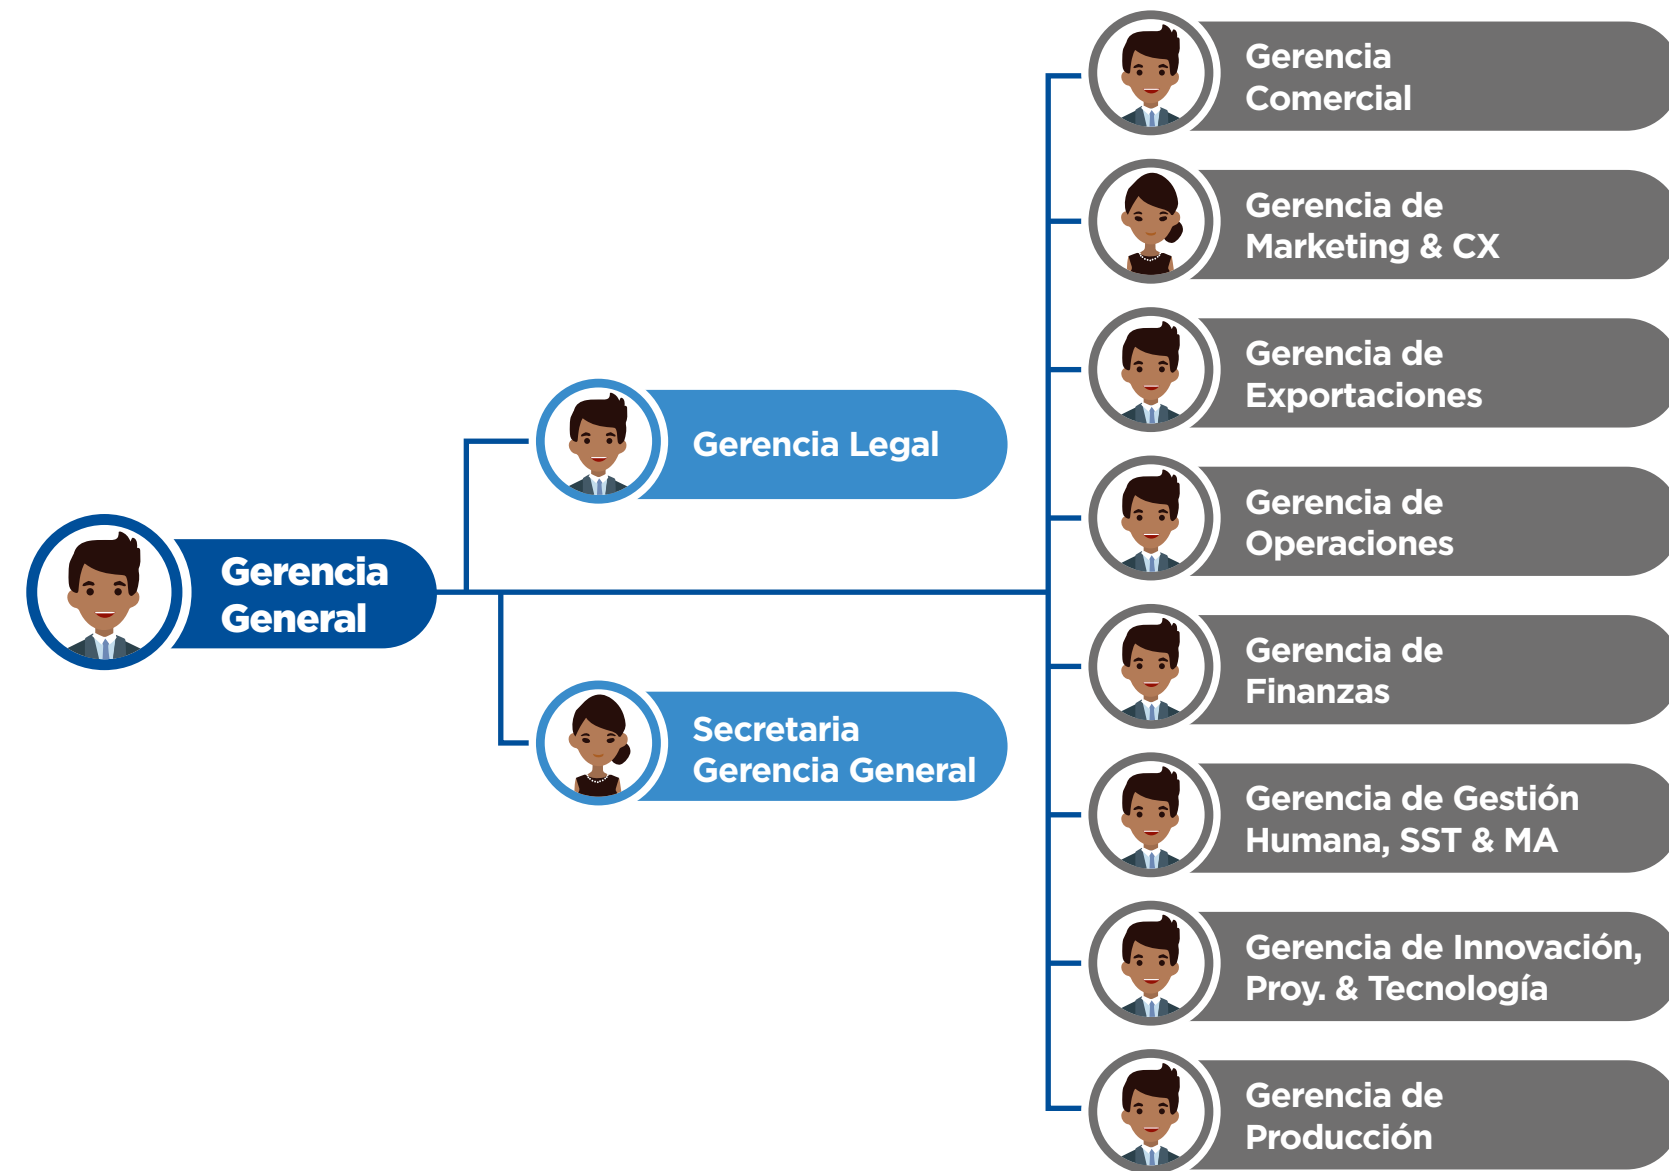 Gerencia
General
Gerencia Legal
Secretaria
Gerencia General
Gerencia
Comercial
Gerencia de
Marketing & CX
Gerencia de
Exportaciones
Gerencia de
Operaciones
Gerencia de
Finanzas
Gerencia de Gestión
Humana, SST & MA
Gerencia de Innovación,
Proy. & Tecnología
Gerencia de
Producción